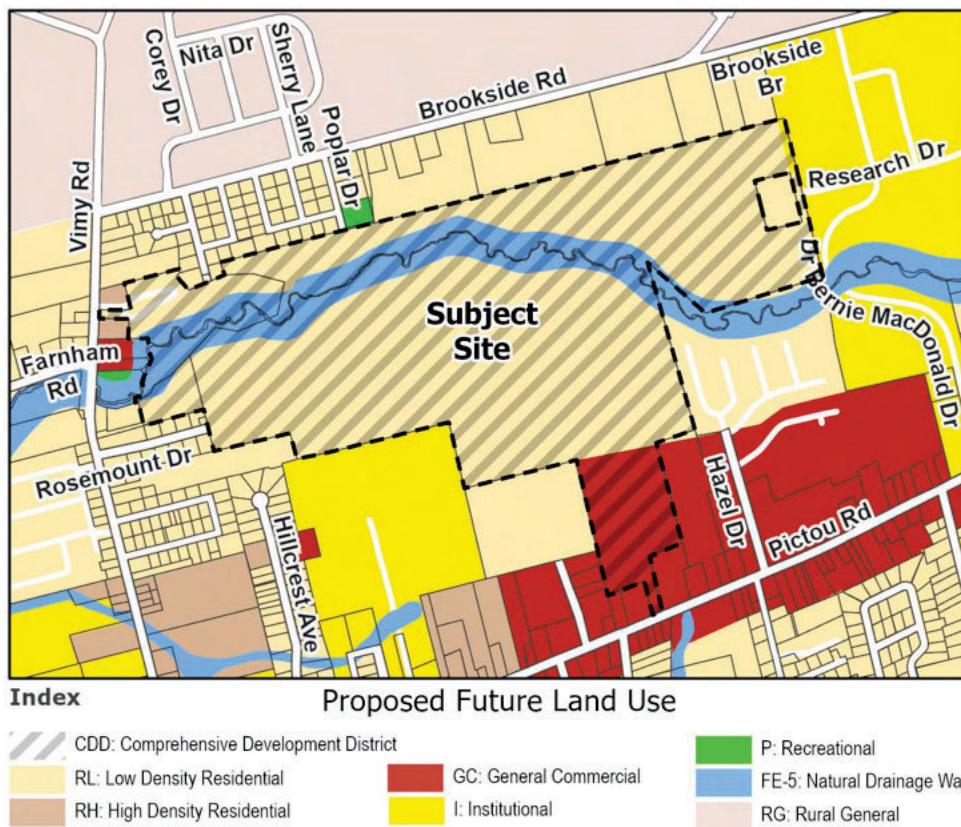 Corey Dr
Nita Dr
Sherry Lane
Poplar Dr
Brookside Rd
Brookside
Br
Vimy Rd
Research Dr
Subject
Site
Dr Bernie MacDonald Dr
Farnham
Rd
Rosemount Dr
Hillcrest Ave
Hazel Dr
Pictou Rd
Index
Proposed Future Land Use
CDD: Comprehensive Development District
RL: Low Density Residential
RH: High Density Residential
GC: General Commercial
I: Institutional
P: Recreational
FE-5: Natural Drainage Wa
RG: Rural General